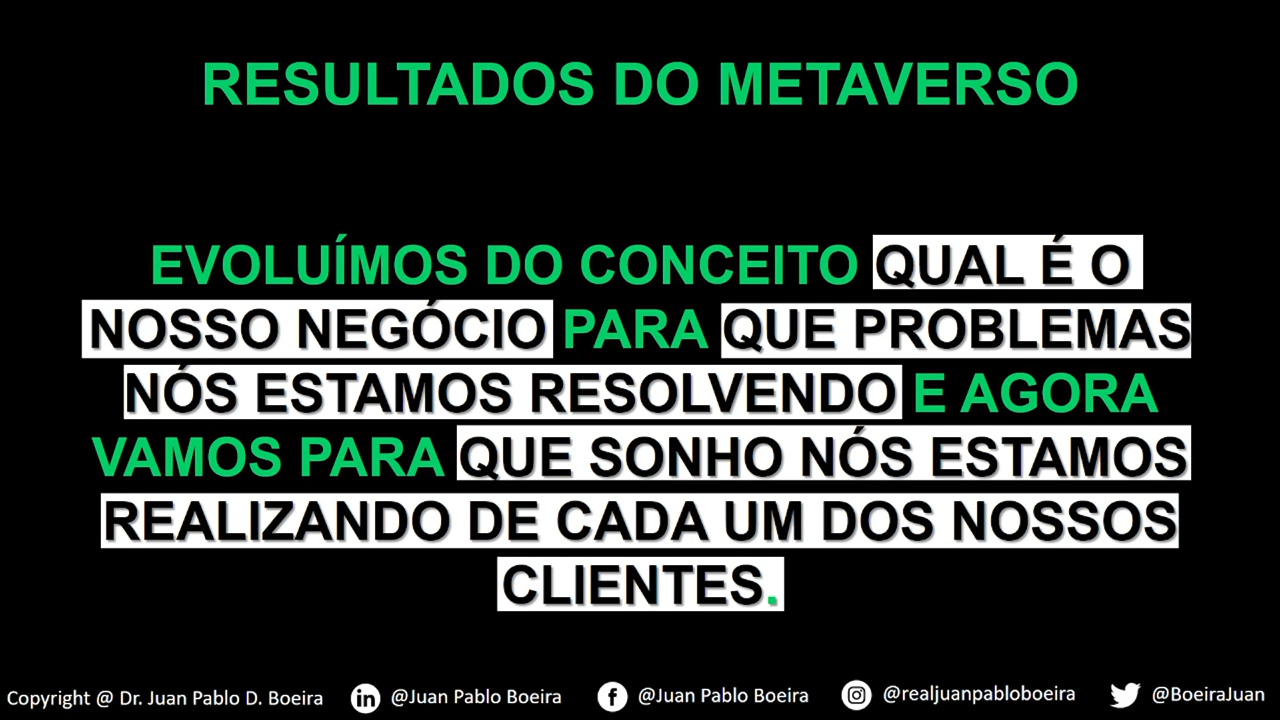 RESULTADOS DO METAVERSO
EVOLUÍMOS DO CONCEITO QUAL É O
NOSSO NEGÓCIO PARA QUE PROBLEMAS
NÓS ESTAMOS RESOLVENDO E AGORA
VAMOS PARA QUE SONHO NÓS ESTAMOS
REALIZANDO DE CADA UM DOS NOSSOS
CLIENTES.
Copyright @ Dr. Juan Pablo D. Boeira in @Juan Pablo Boeira f @Juan Pablo Boeira @realjuanpabloboeira @BoeiraJuan